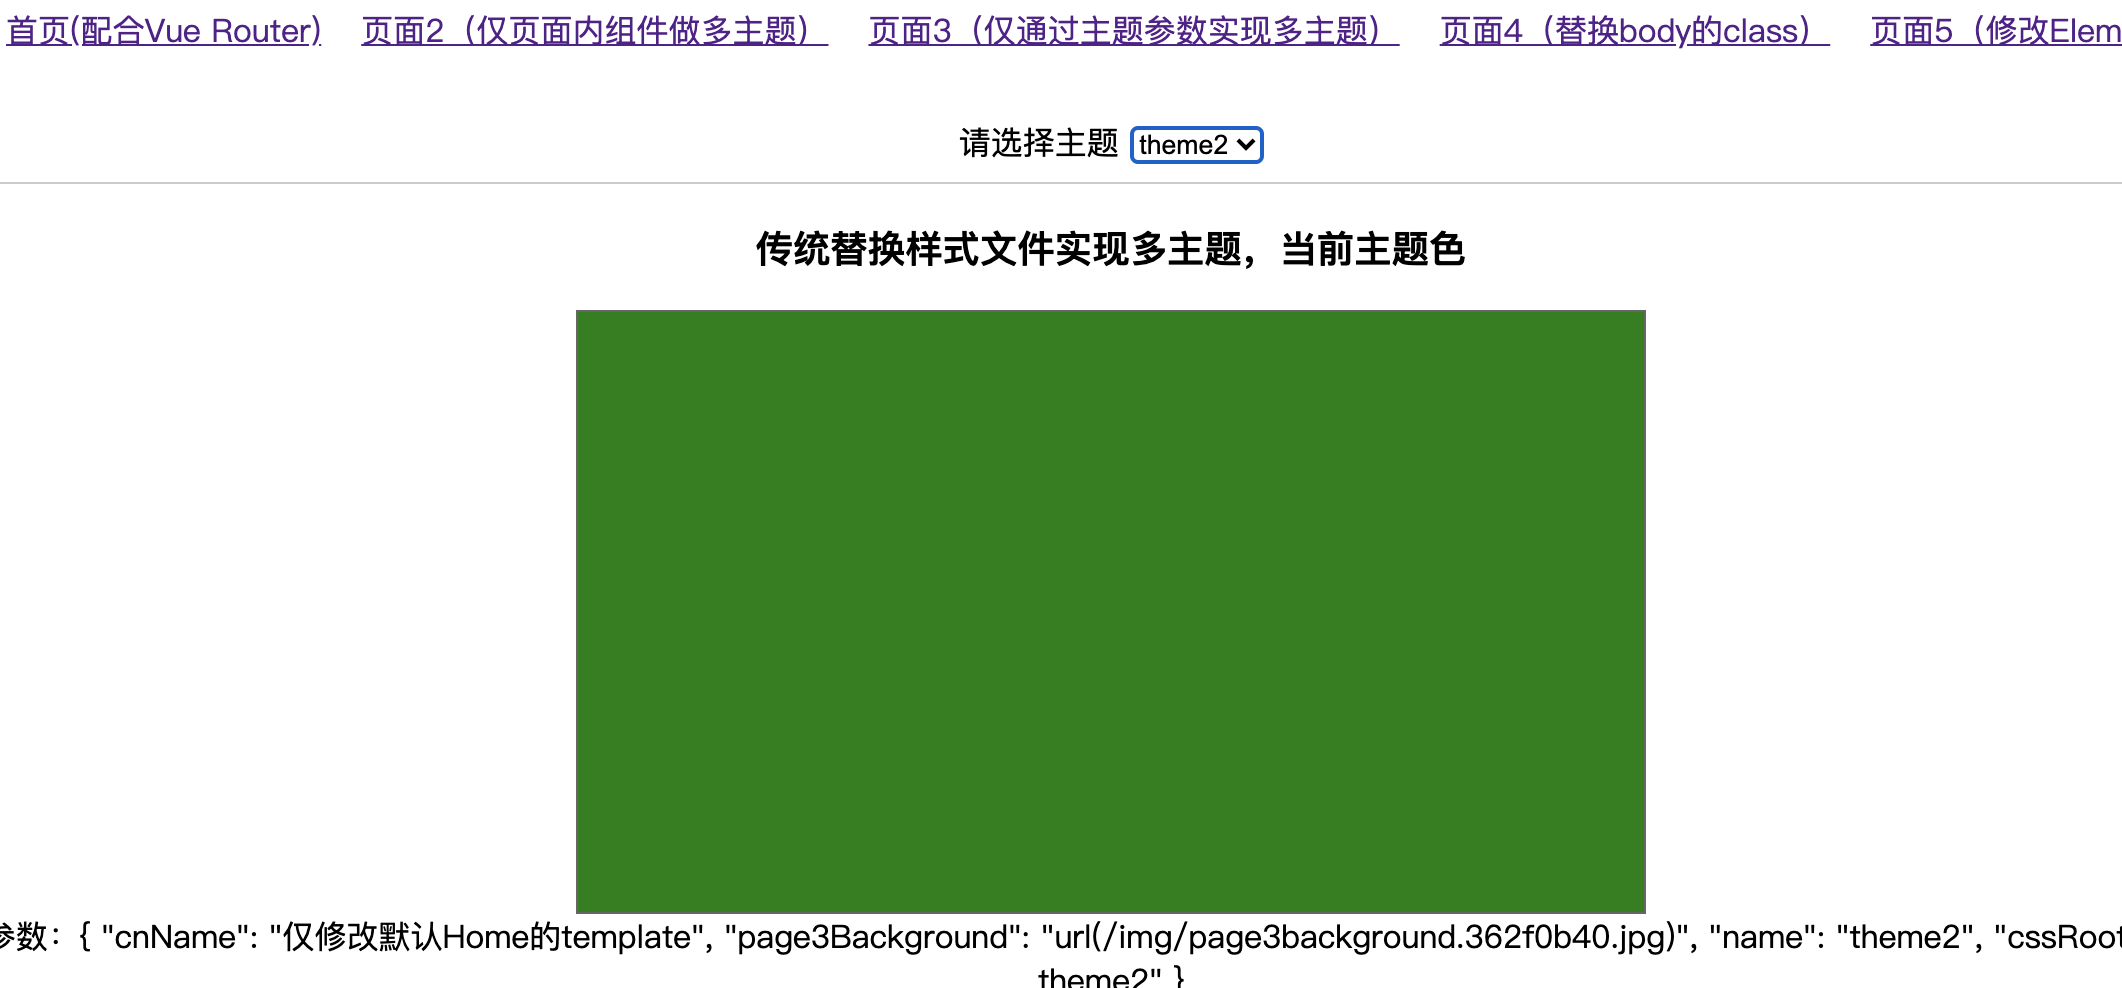 首页(配合Vue Router) 页面2（仅页面内组件做多主题） 页面3（仅通过主题参数实现多主题） 页面4（替换body的class） 页面5（修改Elem
请选择主题 theme2
传统替换样式文件实现多主题，当前主题色
参数：{ "cnName": "仅修改默认Home的template", "page3Background": "url(/img/page3background.362f0b40.jpg)", "name": "theme2", "cssRoot
theme2" }